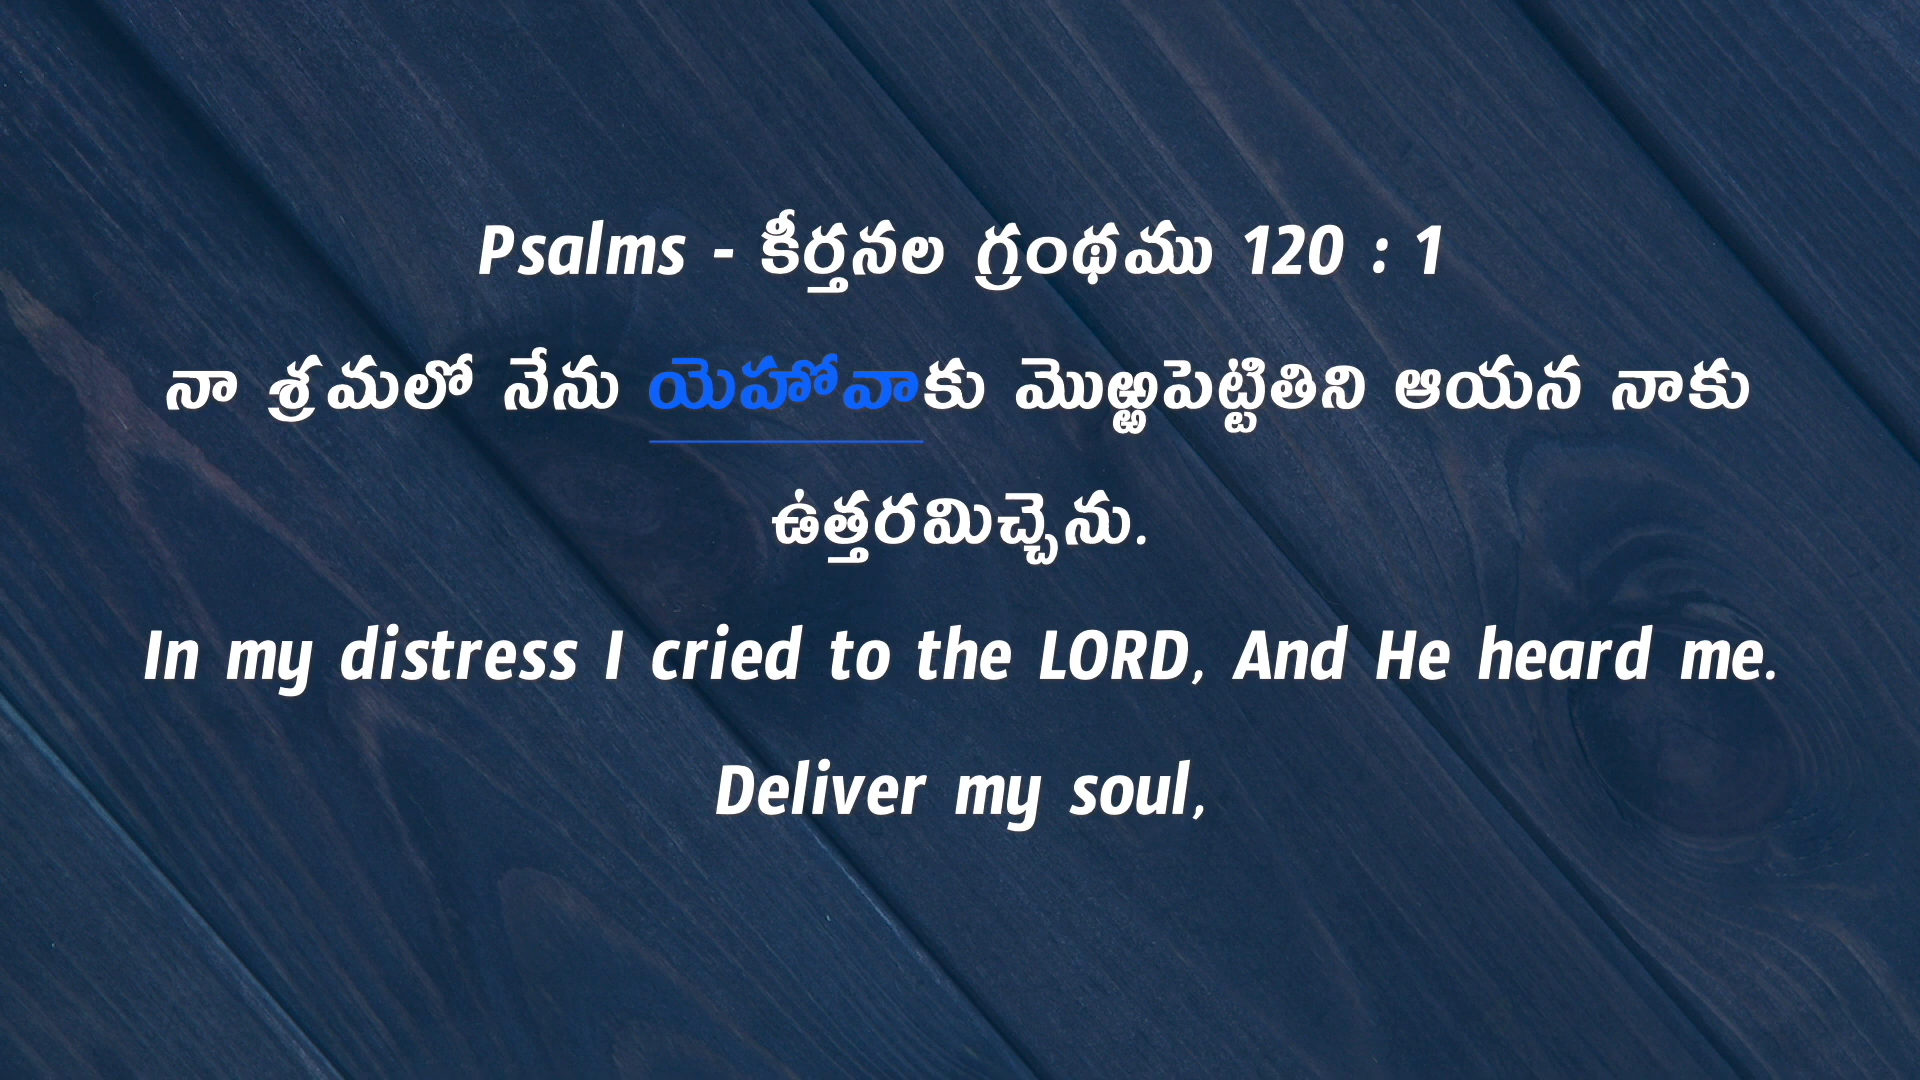 Psalms - కీర్తనల గ్రంథము 120 : 1
నా శ్రమలో నేను యెహోవాకు మొఱ్ఱపెట్టితిని ఆయన నాకు
ఉత్తరమిచ్చెను.
In my distress I cried to the LORD, And He heard me.
Deliver my soul,